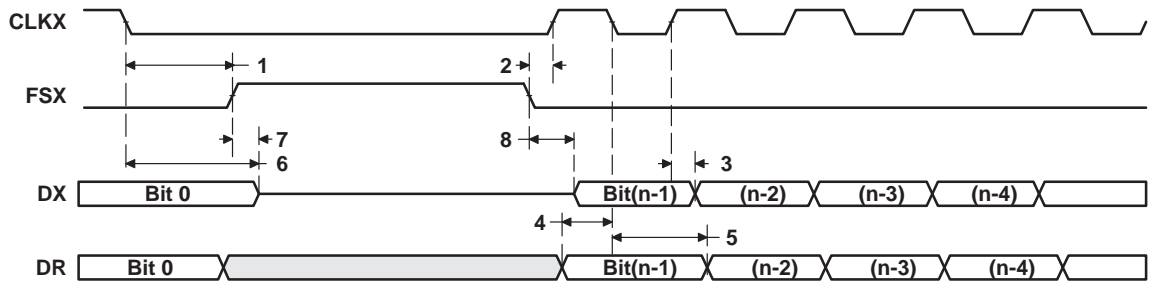 CLKX
1 2
FSX
7 8
6 3
DX Bit 0 Bit(n-1) (n-2) (n-3) (n-4)
4 5
DR Bit 0 Bit(n-1) (n-2) (n-3) (n-4)